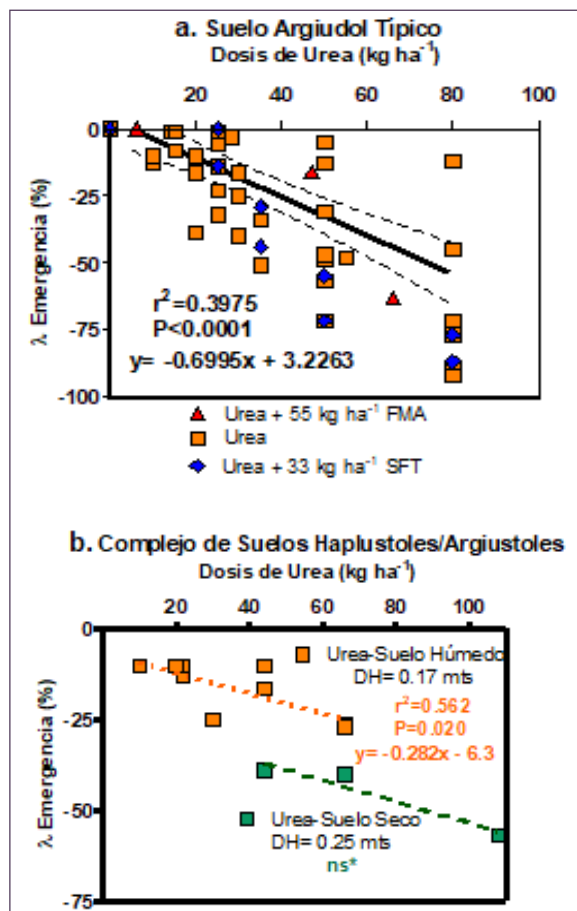 a. Suelo Argiudol Típico
Dosis de Urea (kg ha⁻¹)
20 40 60 80 100
0
-25
-50
-75
-100
λ Emergencia (%)
r²=0.3975
P<0.0001
y= -0.6995x + 3.2263
Urea + 55 kg ha⁻¹ FMA
Urea
Urea + 33 kg ha⁻¹ SFT
b. Complejo de Suelos Haplustoles/Argiustoles
Dosis de Urea (kg ha⁻¹)
20 40 60 80 100
0
-25
-50
-75
λ Emergencia (%)
Urea-Suelo Húmedo
DH= 0.17 mts
r²=0.562
P=0.020
y= -0.282x - 6.3
Urea-Suelo Seco
DH= 0.25 mts
ns*